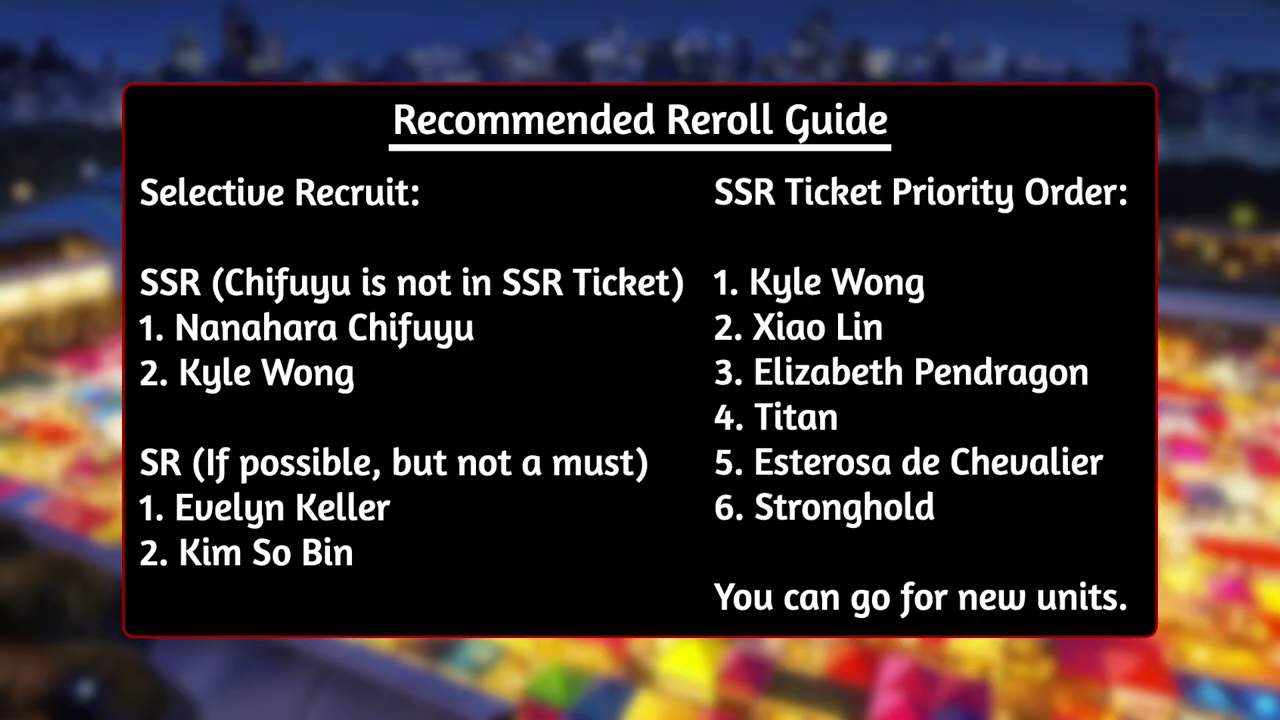 Recommended Reroll Guide
Selective Recruit:
SSR (Chifuyu is not in SSR Ticket)
1. Nanahara Chifuyu
2. Kyle Wong
SR (If possible, but not a must)
1. Evelyn Keller
2. Kim So Bin
SSR Ticket Priority Order:
1. Kyle Wong
2. Xiao Lin
3. Elizabeth Pendragon
4. Titan
5. Esterosa de Chevalier
6. Stronghold
You can go for new units.